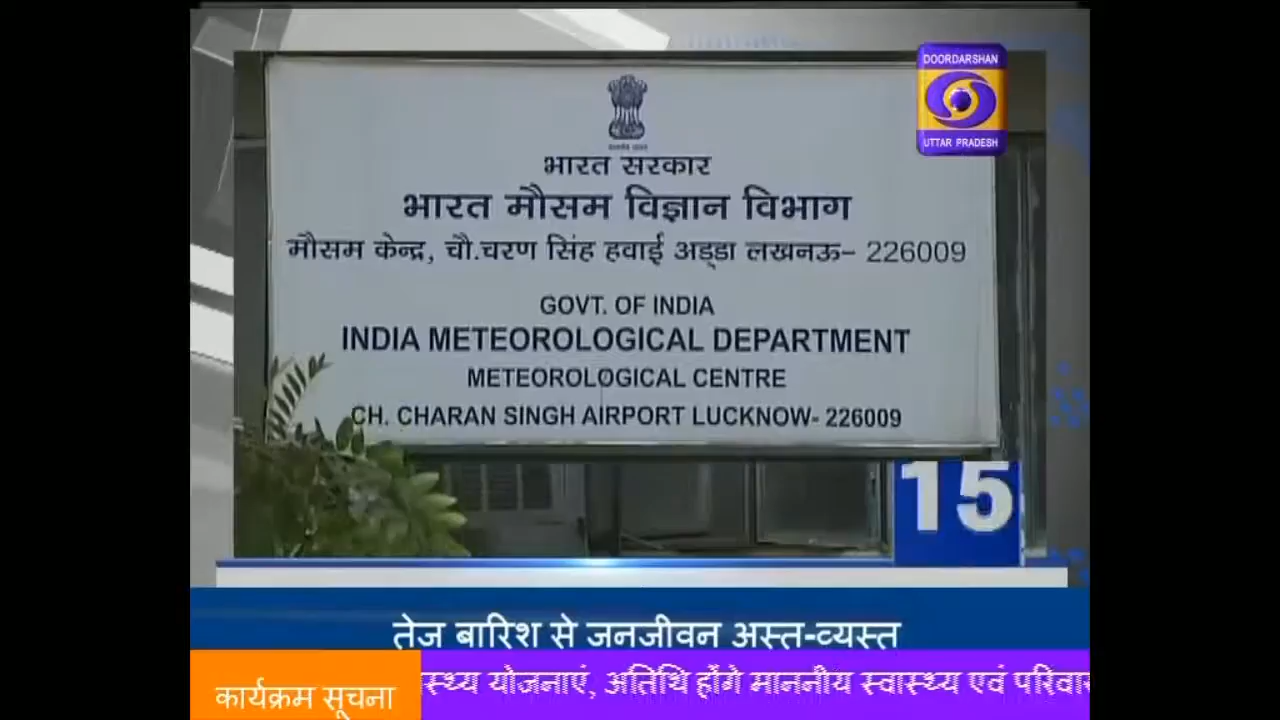 DOORDARSHAN
UTTAR PRADESH
भारत सरकार
भारत मौसम विज्ञान विभाग
मौसम केन्द्र, चौ.चरण सिंह हवाई अड्डा लखनऊ- 226009
GOVT. OF INDIA
INDIA METEOROLOGICAL DEPARTMENT
METEOROLOGICAL CENTRE
CH. CHARAN SINGH AIRPORT LUCKNOW- 226009
15
तेज बारिश से जनजीवन अस्त-व्यस्त
कार्यक्रम सूचना
योजनाएं, अतिथि होंगे माननीय स्वास्थ्य एवं